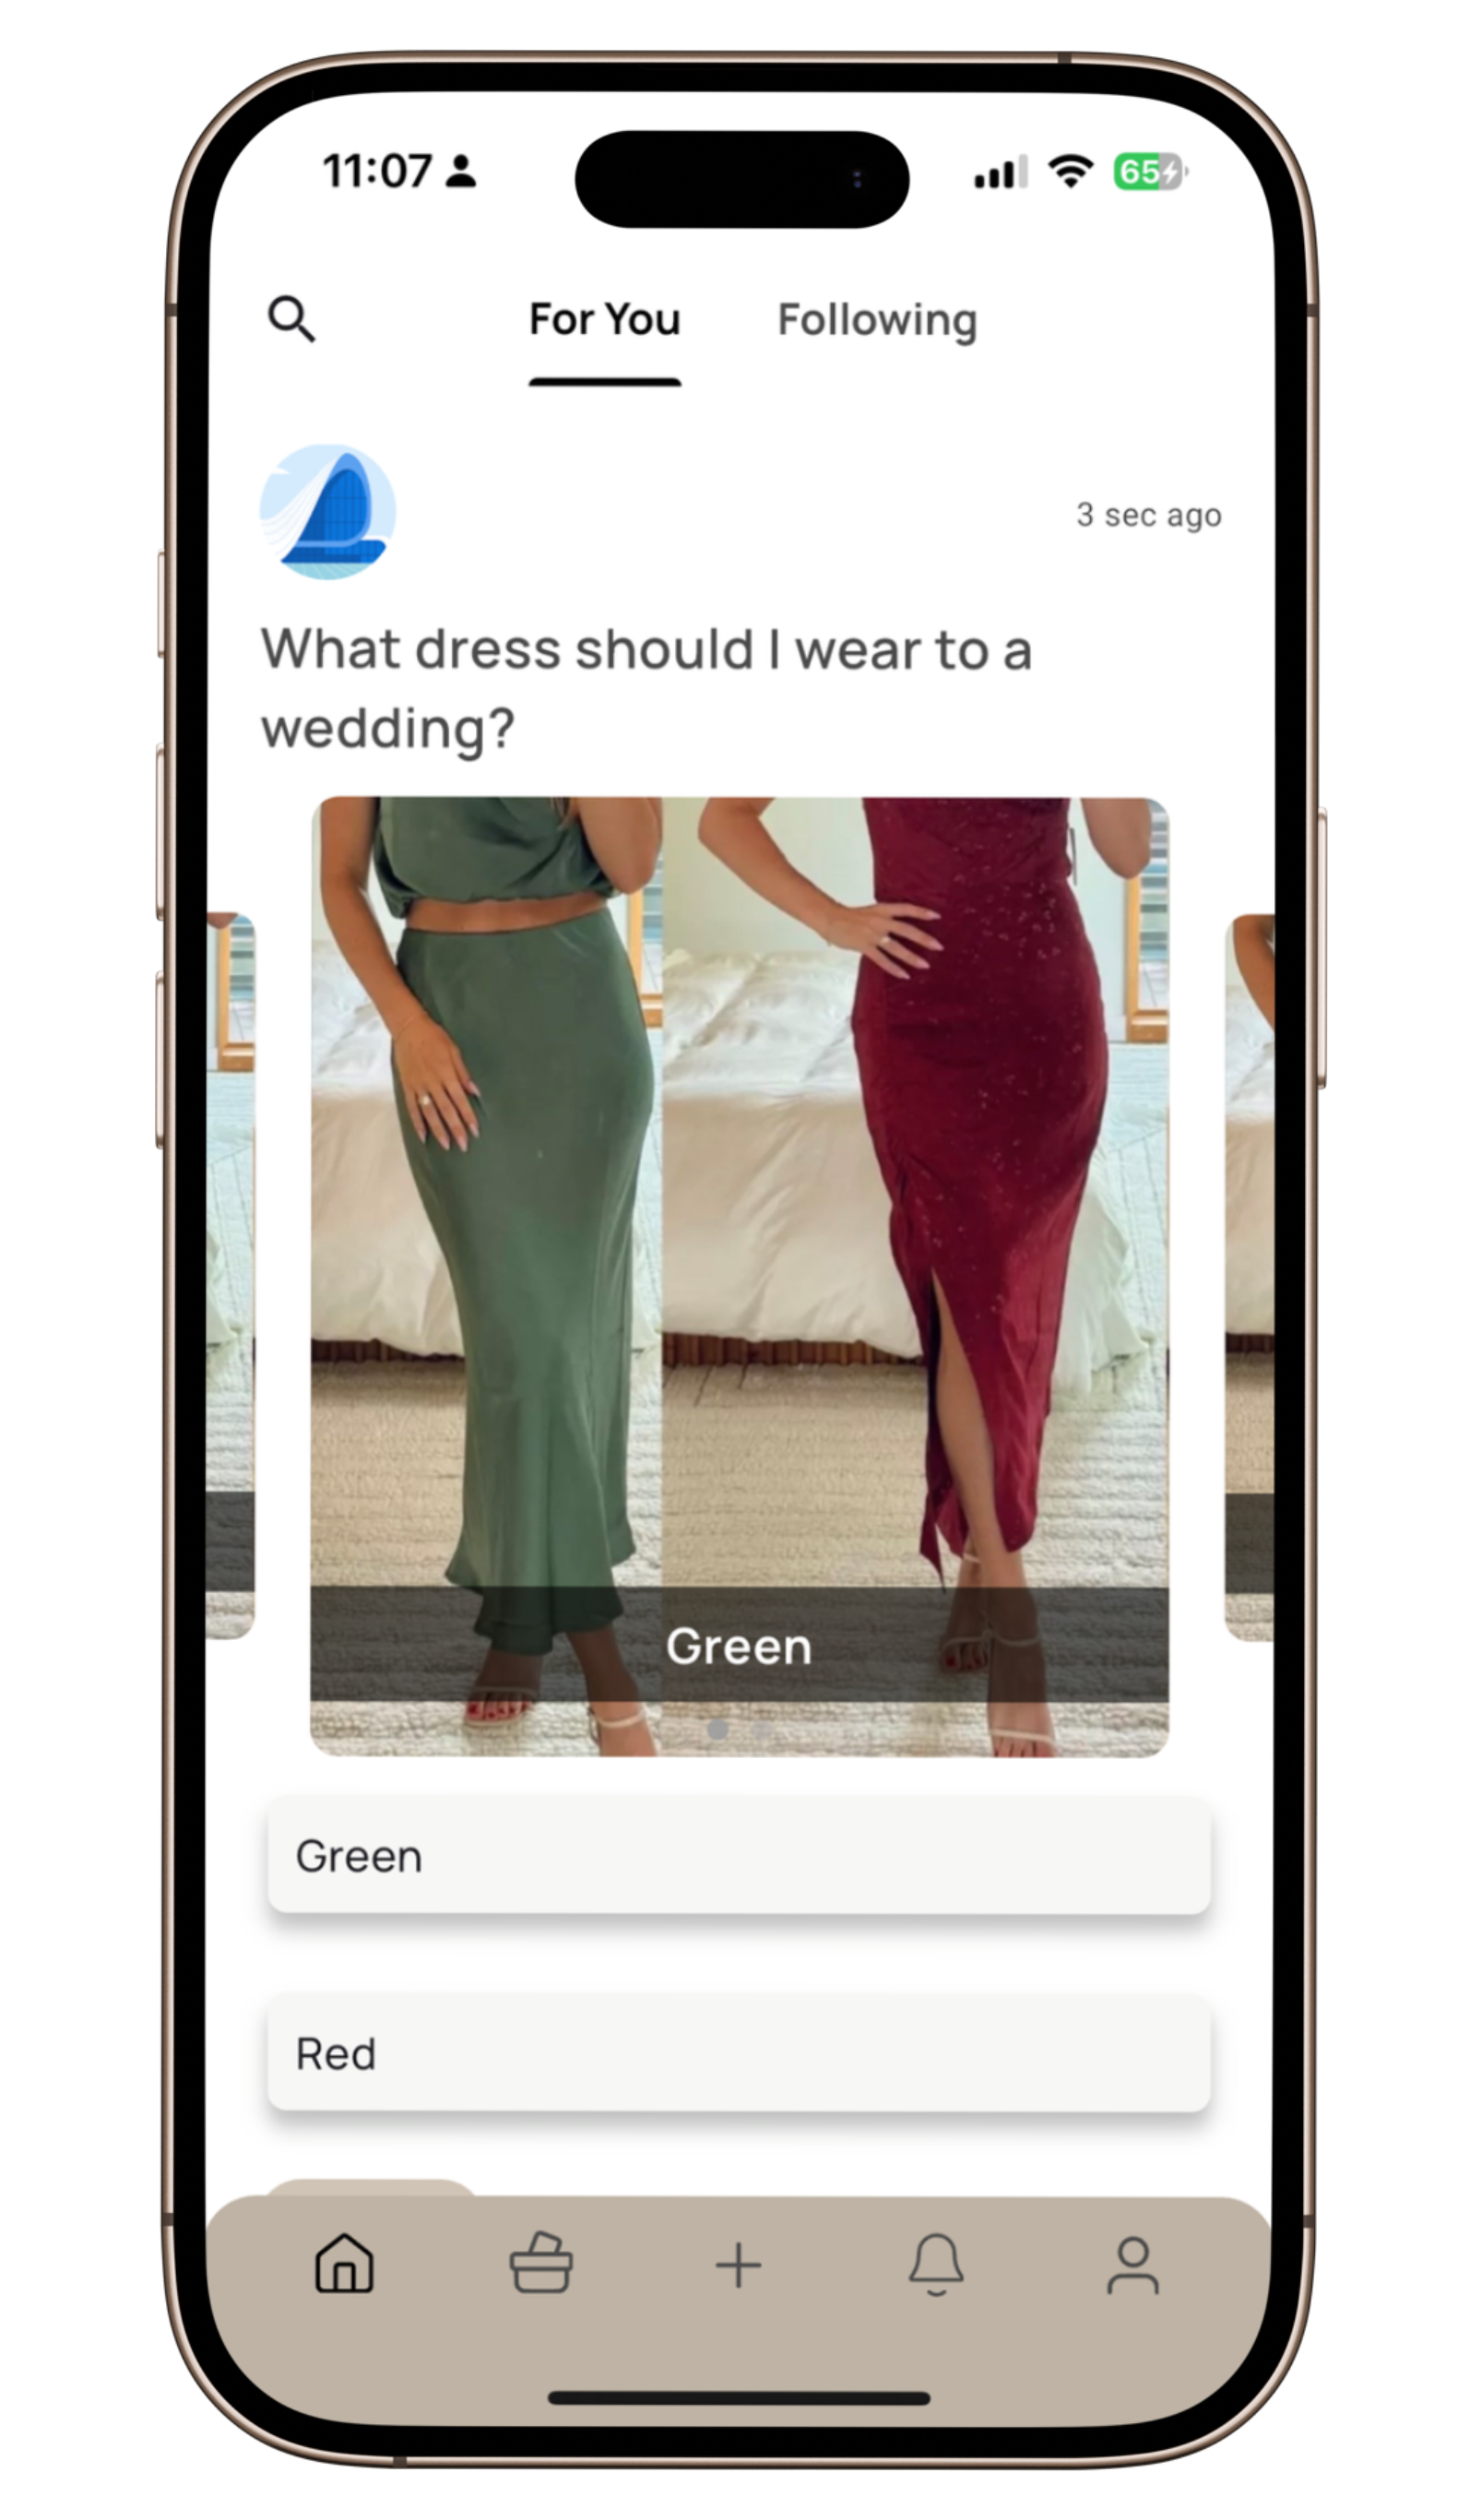 11:07
65
For You
Following
3 sec ago
What dress should I wear to a
wedding?
Green
Green
Red